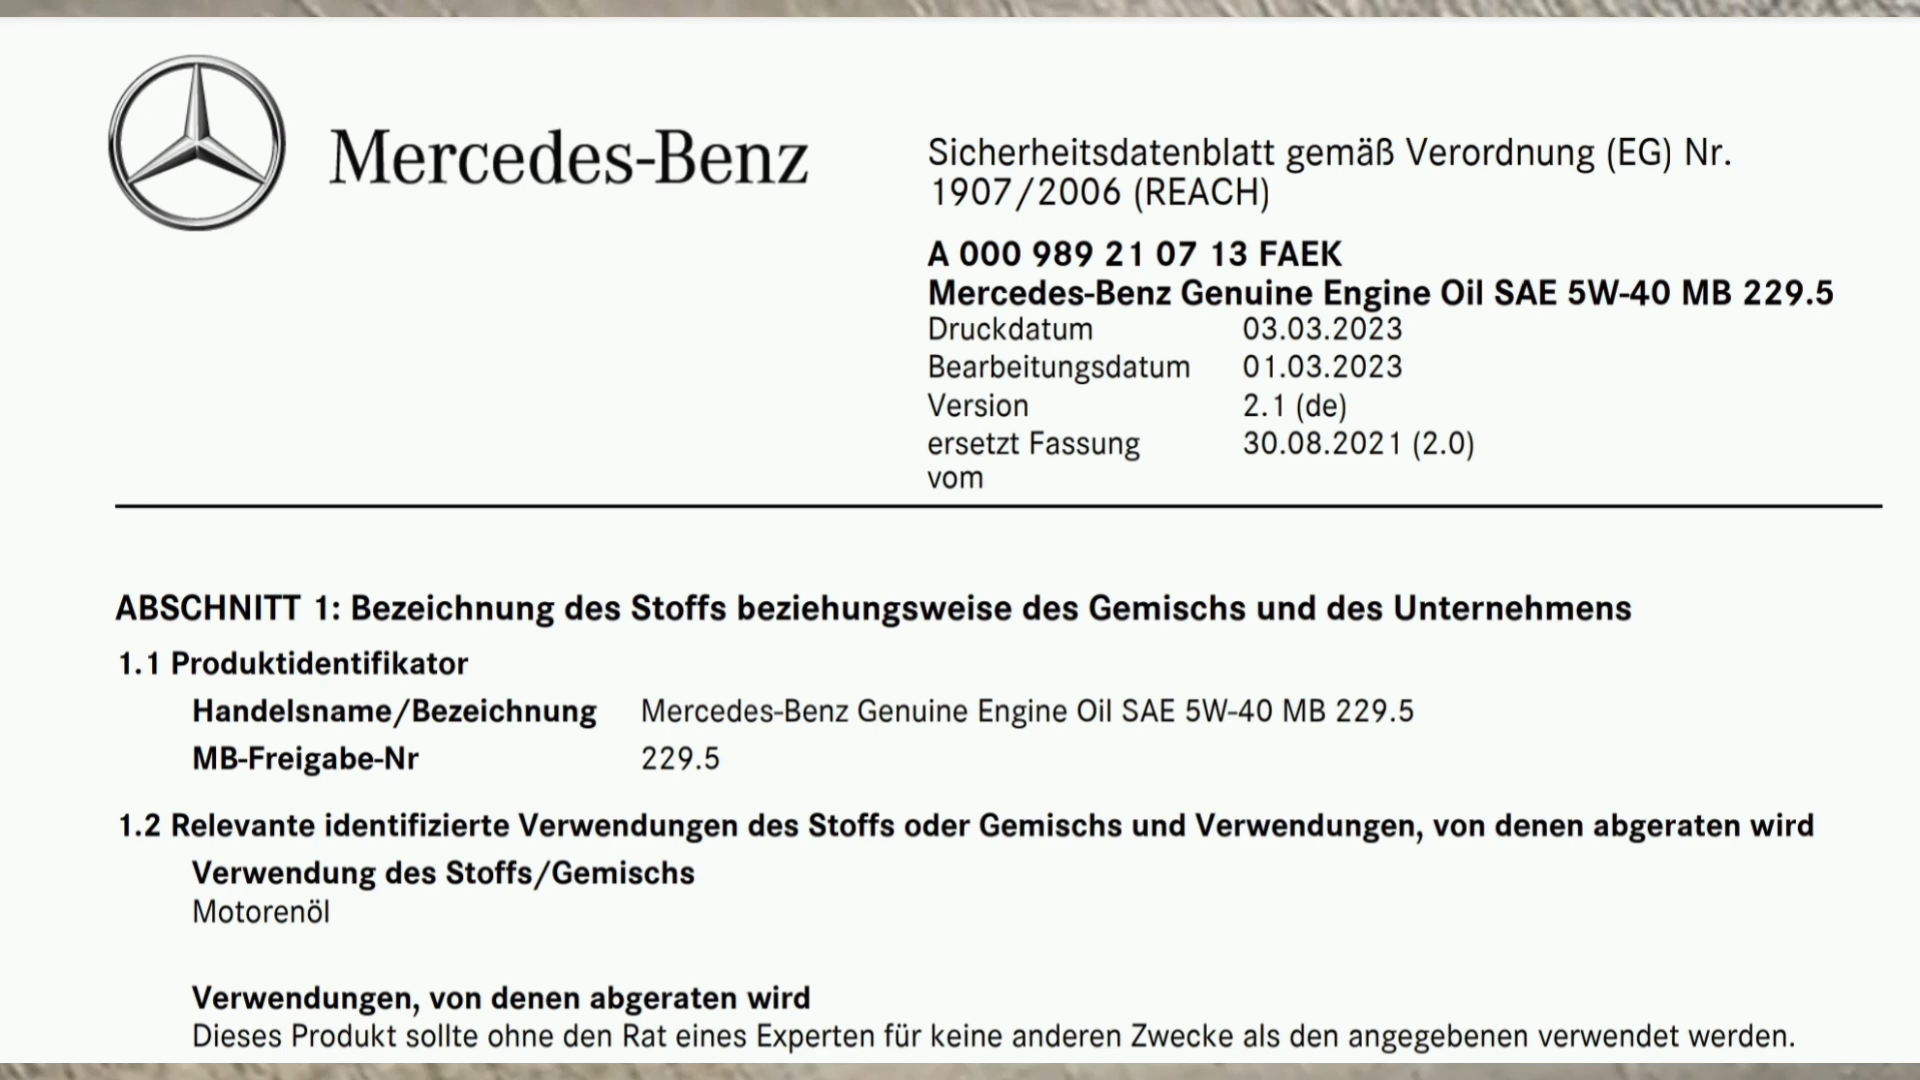 Mercedes-Benz
Sicherheitsdatenblatt gemäß Verordnung (EG) Nr.
1907/2006 (REACH)
A 000 989 21 07 13 FAEK
Mercedes-Benz Genuine Engine Oil SAE 5W-40 MB 229.5
Druckdatum 03.03.2023
Bearbeitungsdatum 01.03.2023
Version 2.1 (de)
ersetzt Fassung 30.08.2021 (2.0)
vom
ABSCHNITT 1: Bezeichnung des Stoffs beziehungsweise des Gemischs und des Unternehmens
1.1 Produktidentifikator
Handelsname/Bezeichnung Mercedes-Benz Genuine Engine Oil SAE 5W-40 MB 229.5
MB-Freigabe-Nr 229.5
1.2 Relevante identifizierte Verwendungen des Stoffs oder Gemischs und Verwendungen, von denen abgeraten wird
Verwendung des Stoffs/Gemischs
Motorenöl
Verwendungen, von denen abgeraten wird
Dieses Produkt sollte ohne den Rat eines Experten für keine anderen Zwecke als den angegebenen verwendet werden.